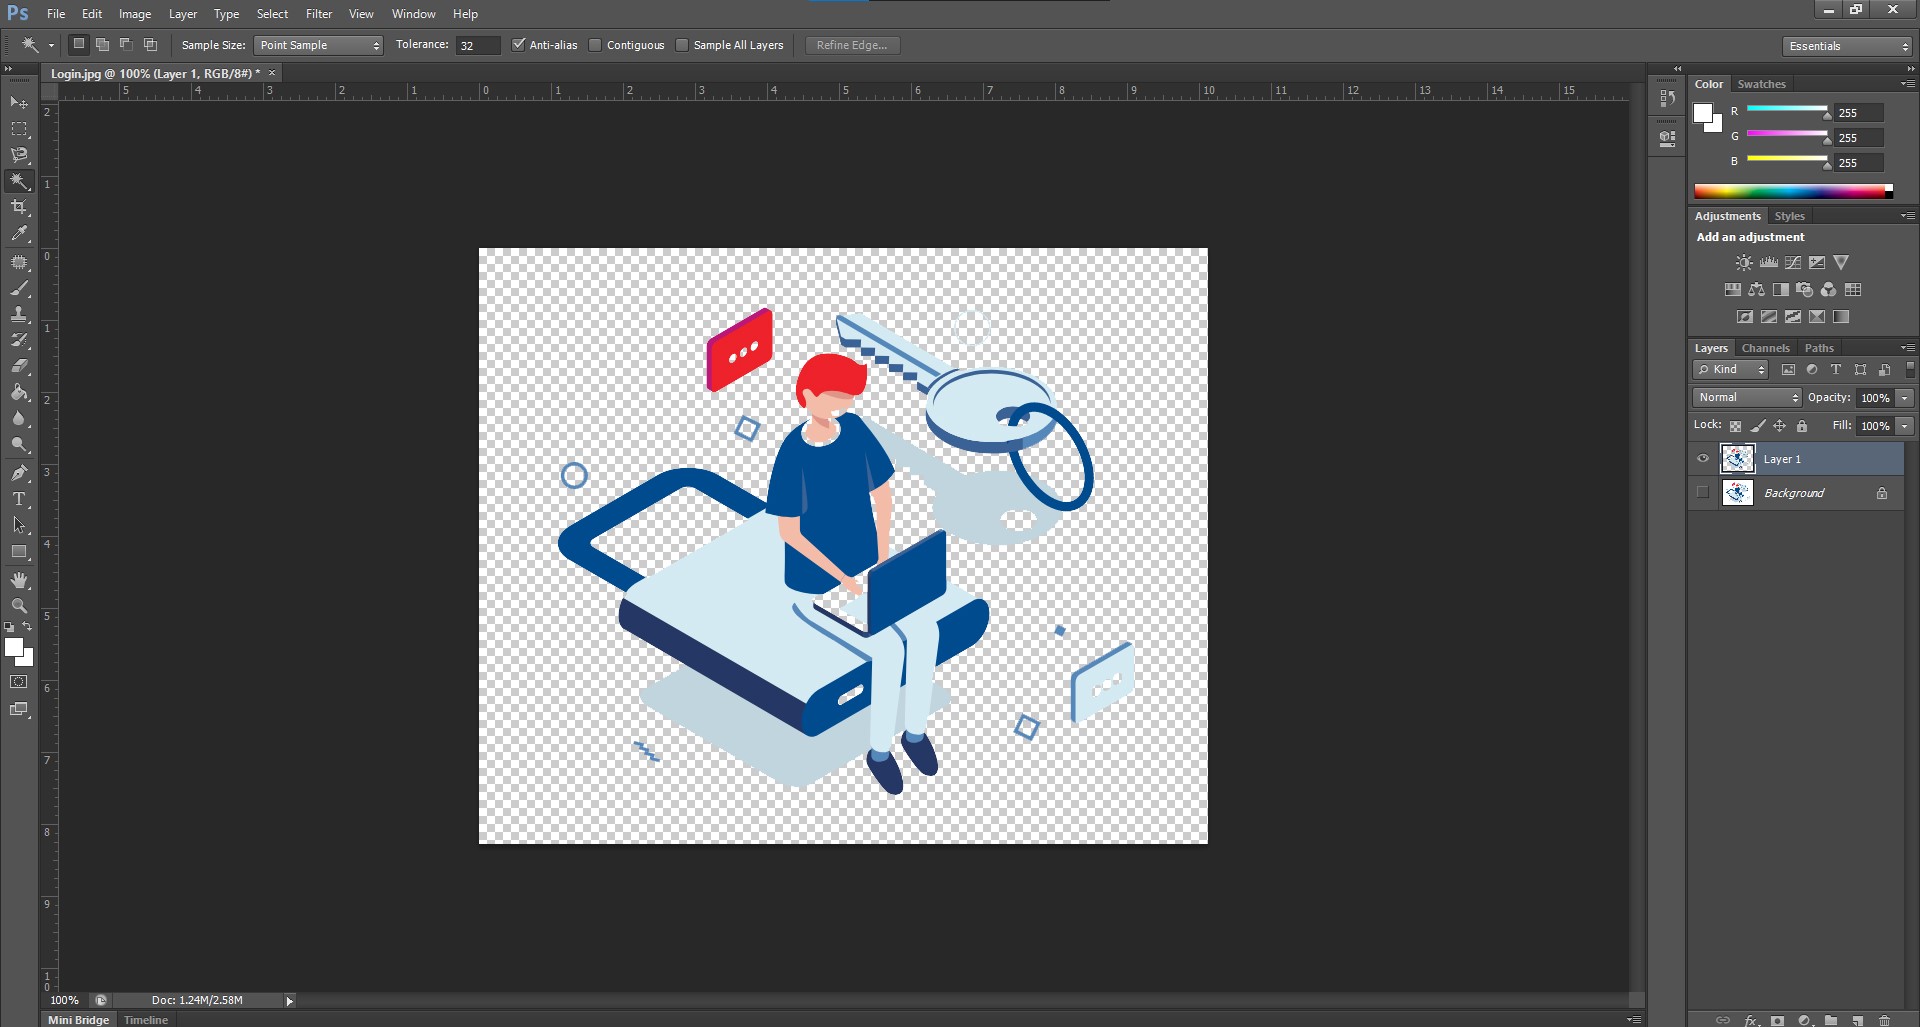 Ps File Edit Image Layer Type Select Filter View Window Help
Sample Size: Point Sample Tolerance: 32 Anti-alias Contiguous Sample All Layers Refine Edge... Essentials
Login.jpg @ 100% (Layer 1, RGB/8#) * ×
5 4 3 2 1 0 1 2 3 4 5 6 7 8 9 10 11 12 13 14 15
2
1
0
1
2
3
4
5
6
7
8
9
1
0
T
Color Swatches
R 255
G 255
B 255
Adjustments Styles
Add an adjustment
Layers Channels Paths
Kind T
Normal Opacity: 100%
Lock: Fill: 100%
Layer 1
Background
fx
100% Doc: 1.24M/2.58M
Mini Bridge Timeline